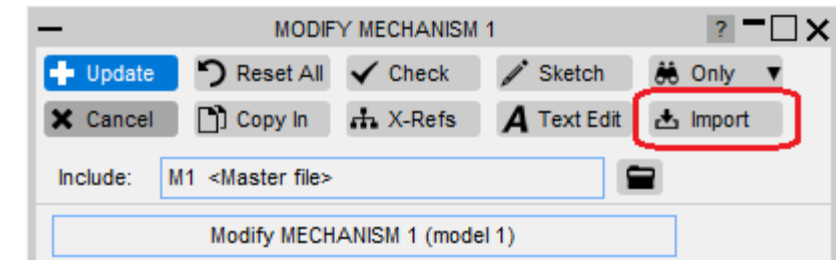 MODIFY MECHANISM 1 ?
Update Reset All Check Sketch Only
Cancel Copy In X-Refs A Text Edit Import
Include: M1 <Master file>
Modify MECHANISM 1 (model 1)